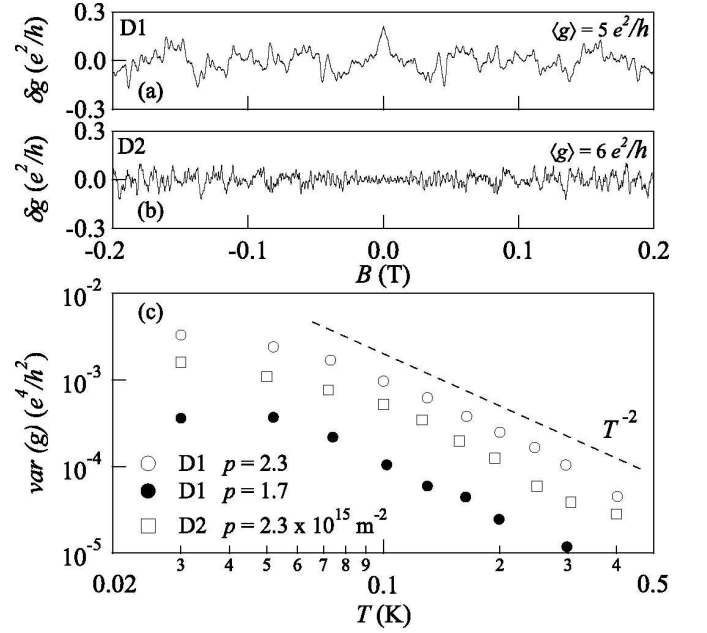 0.3
D1
⟨g⟩ = 5 e²/h
δg (e²/h)
0.0
(a)
-0.3
0.3
D2
⟨g⟩ = 6 e²/h
δg (e²/h)
0.0
(b)
-0.3
-0.2 -0.1 0.0 0.1 0.2
B (T)
10⁻²
(c)
10⁻³
T⁻²
var (g) (e⁴/h²)
10⁻⁴
D1 p = 2.3
D1 p = 1.7
D2 p = 2.3 x 10¹⁵ m⁻²
10⁻⁵
3 4 5 6 7 8 9 2 3 4
0.02 0.1 0.5
T (K)